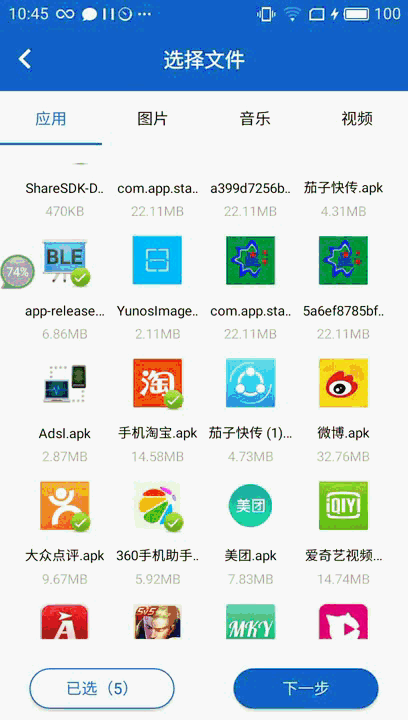 10:45 100
选择文件
应用 图片 音乐 视频
ShareSDK-D.. com.app.sta.. a399d7256b.. 茄子快传.apk
470KB 22.11MB 22.11MB 4.31MB
74%
BLE
app-release... YunosImage.. com.app.sta.. 5a6ef8785bf..
6.86MB 2.11MB 22.11MB 22.11MB
淘
Adsl.apk 手机淘宝.apk 茄子快传 (1)... 微博.apk
2.87MB 14.58MB 4.73MB 32.76MB
美团 iQIYI
大众点评.apk 360手机助手.. 美团.apk 爱奇艺视频...
9.67MB 5.92MB 7.83MB 14.74MB
5v5 MKY
已选（5） 下一步